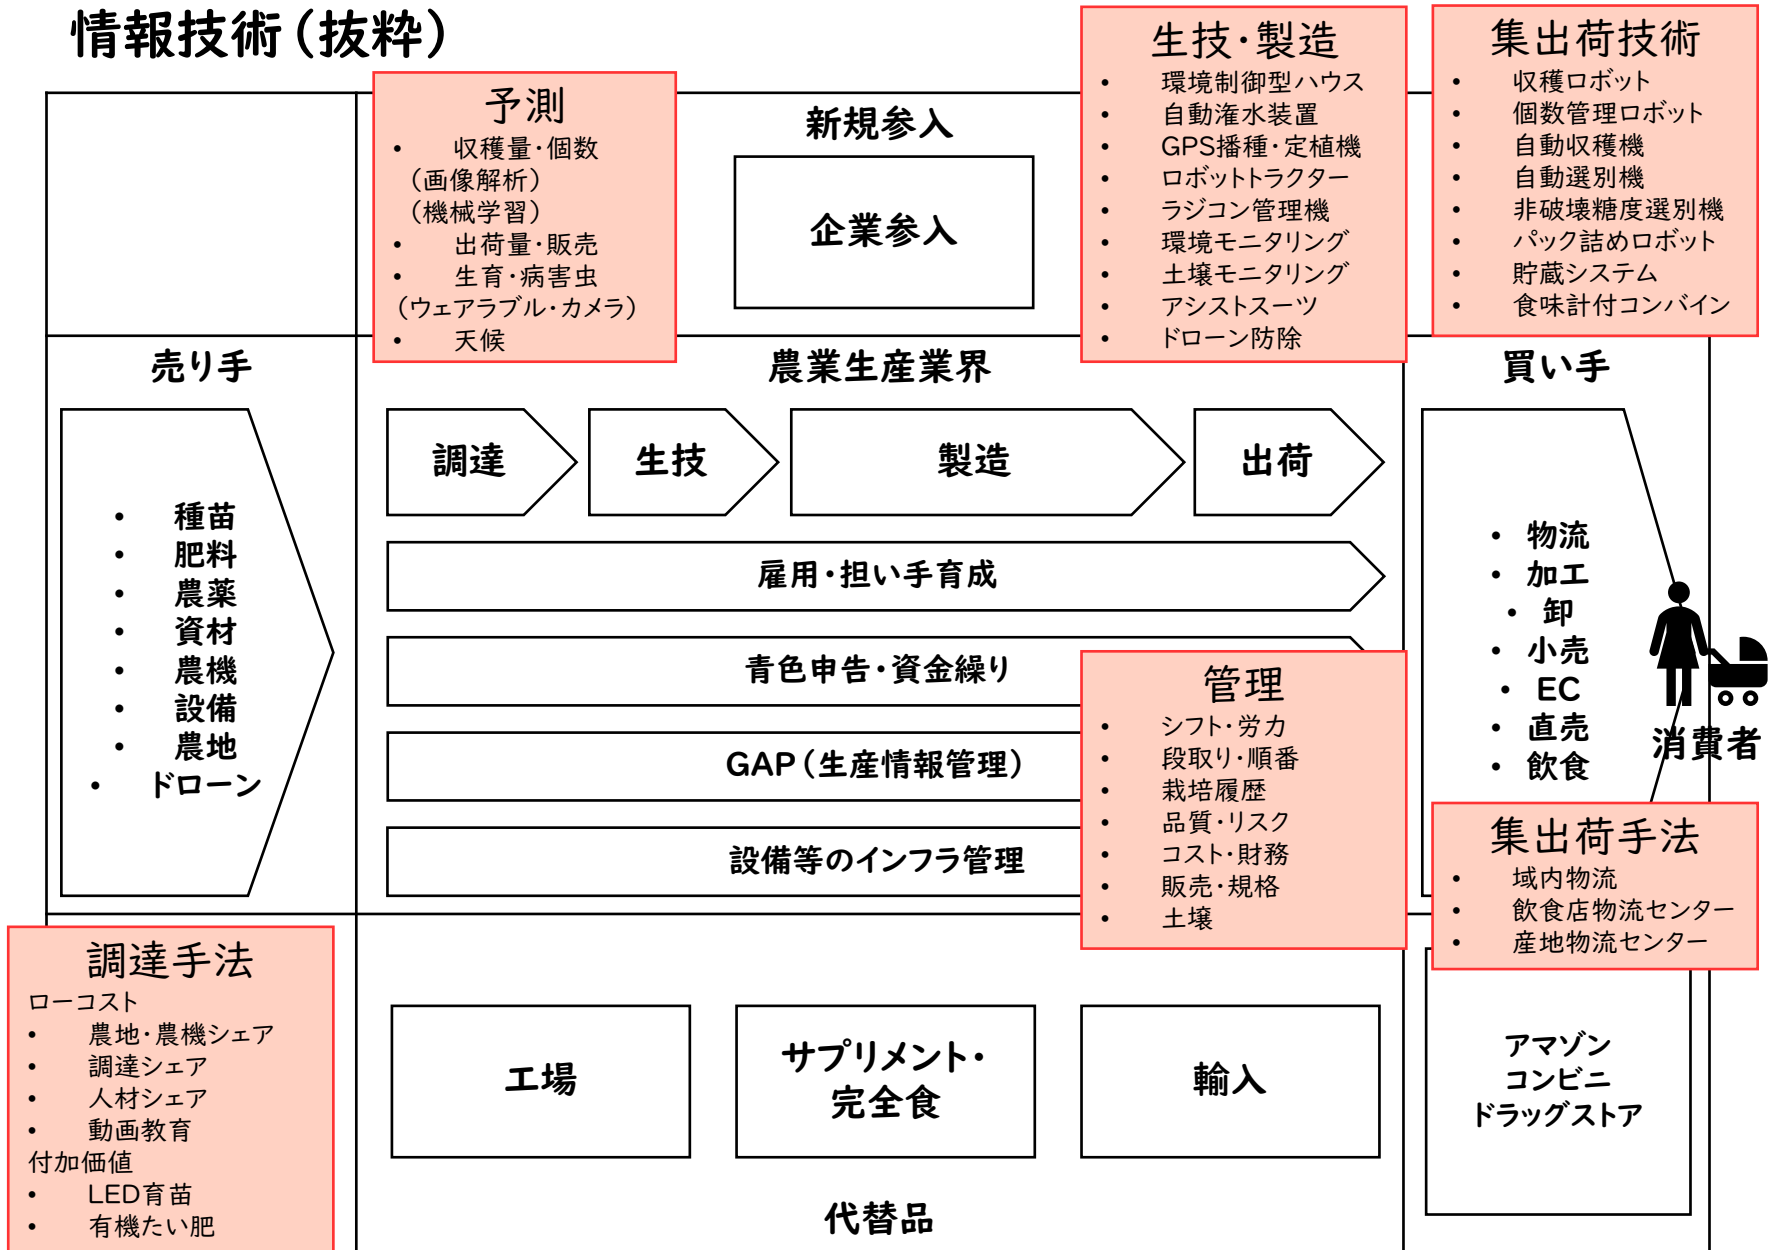 情報技術（抜粋）
予測
• 収穫量・個数
（画像解析）
（機械学習）
• 出荷量・販売
• 生育・病害虫
（ウェアラブル・カメラ）
• 天候
新規参入
企業参入
生技・製造
• 環境制御型ハウス
• 自動潅水装置
• GPS播種・定植機
• ロボットトラクター
• ラジコン管理機
• 環境モニタリング
• 土壌モニタリング
• アシストスーツ
• ドローン防除
集出荷技術
• 収穫ロボット
• 個数管理ロボット
• 自動収穫機
• 自動選別機
• 非破壊糖度選別機
• パック詰めロボット
• 貯蔵システム
• 食味計付コンバイン
売り手
• 種苗
• 肥料
• 農薬
• 資材
• 農機
• 設備
• 農地
• ドローン
農業生産業界
調達
生技
製造
出荷
雇用・担い手育成
青色申告・資金繰り
GAP（生産情報管理）
設備等のインフラ管理
管理
• シフト・労力
• 段取り・順番
• 栽培履歴
• 品質・リスク
• コスト・財務
• 販売・規格
• 土壌
買い手
• 物流
• 加工
• 卸
• 小売
• EC
• 直売
• 飲食
消費者
集出荷手法
• 域内物流
• 飲食店物流センター
• 産地物流センター
調達手法
ローコスト
• 農地・農機シェア
• 調達シェア
• 人材シェア
• 動画教育
付加価値
• LED育苗
• 有機たい肥
工場
サプリメント・
完全食
輸入
代替品
アマゾン
コンビニ
ドラッグストア